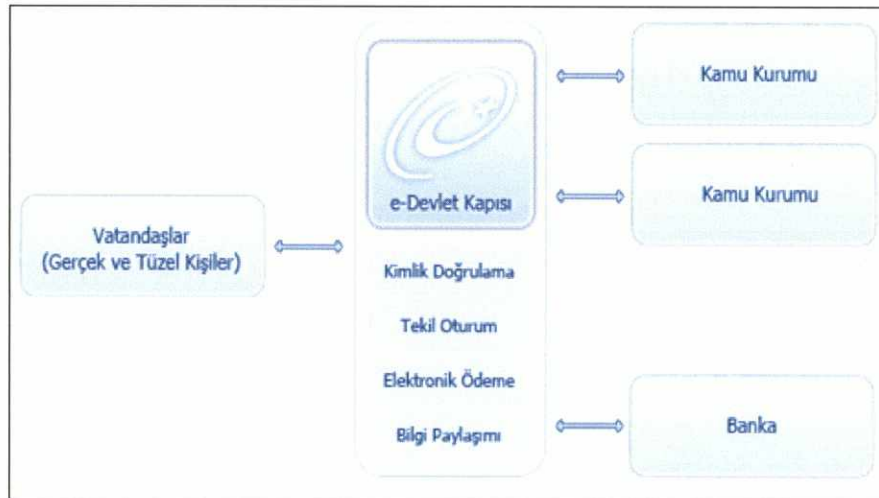 Vatandaşlar
(Gerçek ve Tüzel Kişiler)
e-Devlet Kapısı
Kimlik Doğrulama
Tekil Oturum
Elektronik Ödeme
Bilgi Paylaşımı
Kamu Kurumu
Kamu Kurumu
Banka